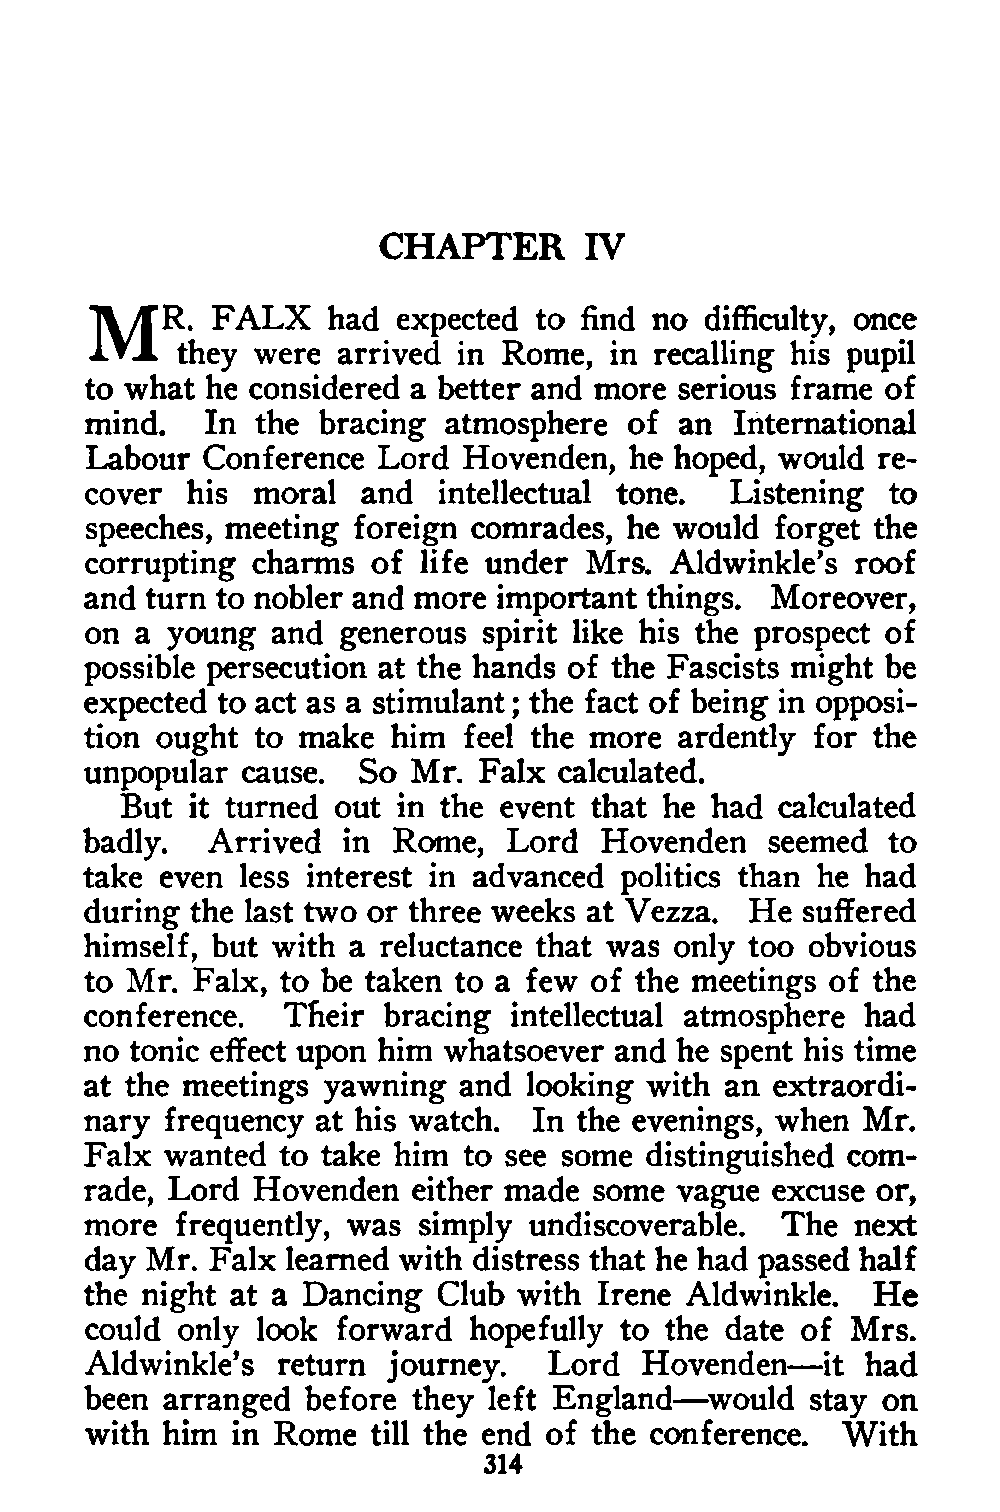 CHAPTER IV
MR. FALX had expected to find no difficulty, once
they were arrived in Rome, in recalling his pupil
to what he considered a better and more serious frame of
mind. In the bracing atmosphere of an International
Labour Conference Lord Hovenden, he hoped, would re-
cover his moral and intellectual tone. Listening to
speeches, meeting foreign comrades, he would forget the
corrupting charms of life under Mrs. Aldwinkle's roof
and turn to nobler and more important things. Moreover,
on a young and generous spirit like his the prospect of
possible persecution at the hands of the Fascists might be
expected to act as a stimulant; the fact of being in opposi-
tion ought to make him feel the more ardently for the
unpopular cause. So Mr. Falx calculated.
But it turned out in the event that he had calculated
badly. Arrived in Rome, Lord Hovenden seemed to
take even less interest in advanced politics than he had
during the last two or three weeks at Vezza. He suffered
himself, but with a reluctance that was only too obvious
to Mr. Falx, to be taken to a few of the meetings of the
conference. Their bracing intellectual atmosphere had
no tonic effect upon him whatsoever and he spent his time
at the meetings yawning and looking with an extraordi-
nary frequency at his watch. In the evenings, when Mr.
Falx wanted to take him to see some distinguished com-
rade, Lord Hovenden either made some vague excuse or,
more frequently, was simply undiscoverable. The next
day Mr. Falx learned with distress that he had passed half
the night at a Dancing Club with Irene Aldwinkle. He
could only look forward hopefully to the date of Mrs.
Aldwinkle's return journey. Lord Hovenden—it had
been arranged before they left England—would stay on
with him in Rome till the end of the conference. With
314